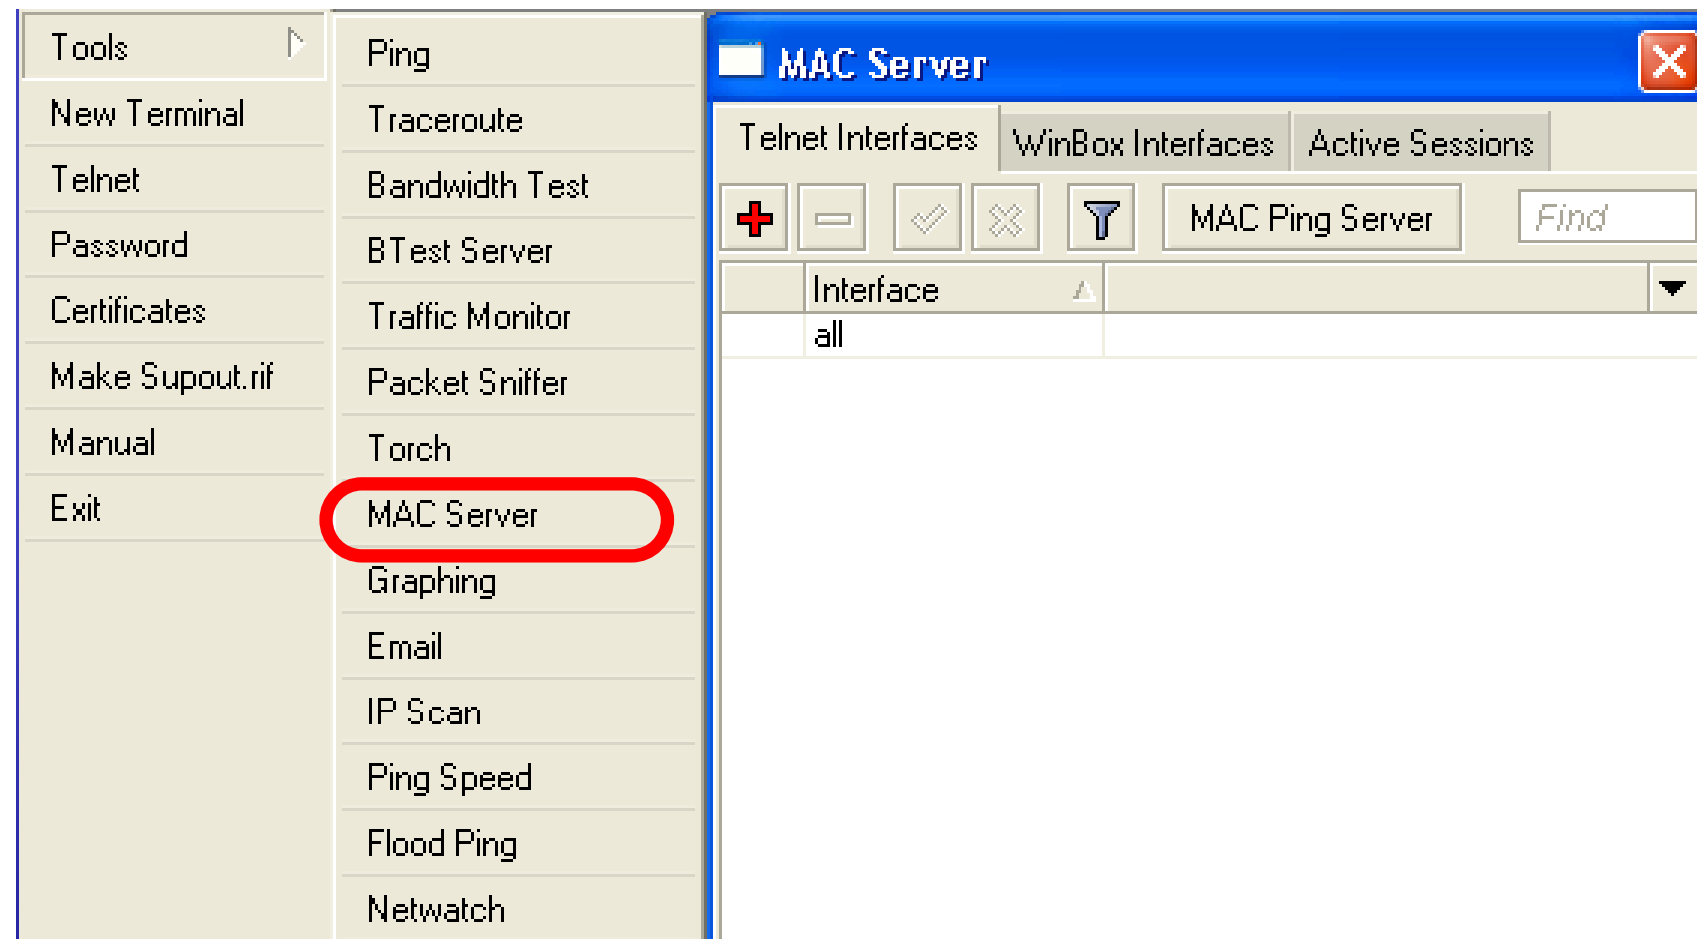 Tools
New Terminal
Telnet
Password
Certificates
Make Supout.rif
Manual
Exit
Ping
Traceroute
Bandwidth Test
BTest Server
Traffic Monitor
Packet Sniffer
Torch
MAC Server
Graphing
Email
IP Scan
Ping Speed
Flood Ping
Netwatch
MAC Server
Telnet Interfaces WinBox Interfaces Active Sessions
MAC Ping Server Find
Interface
all